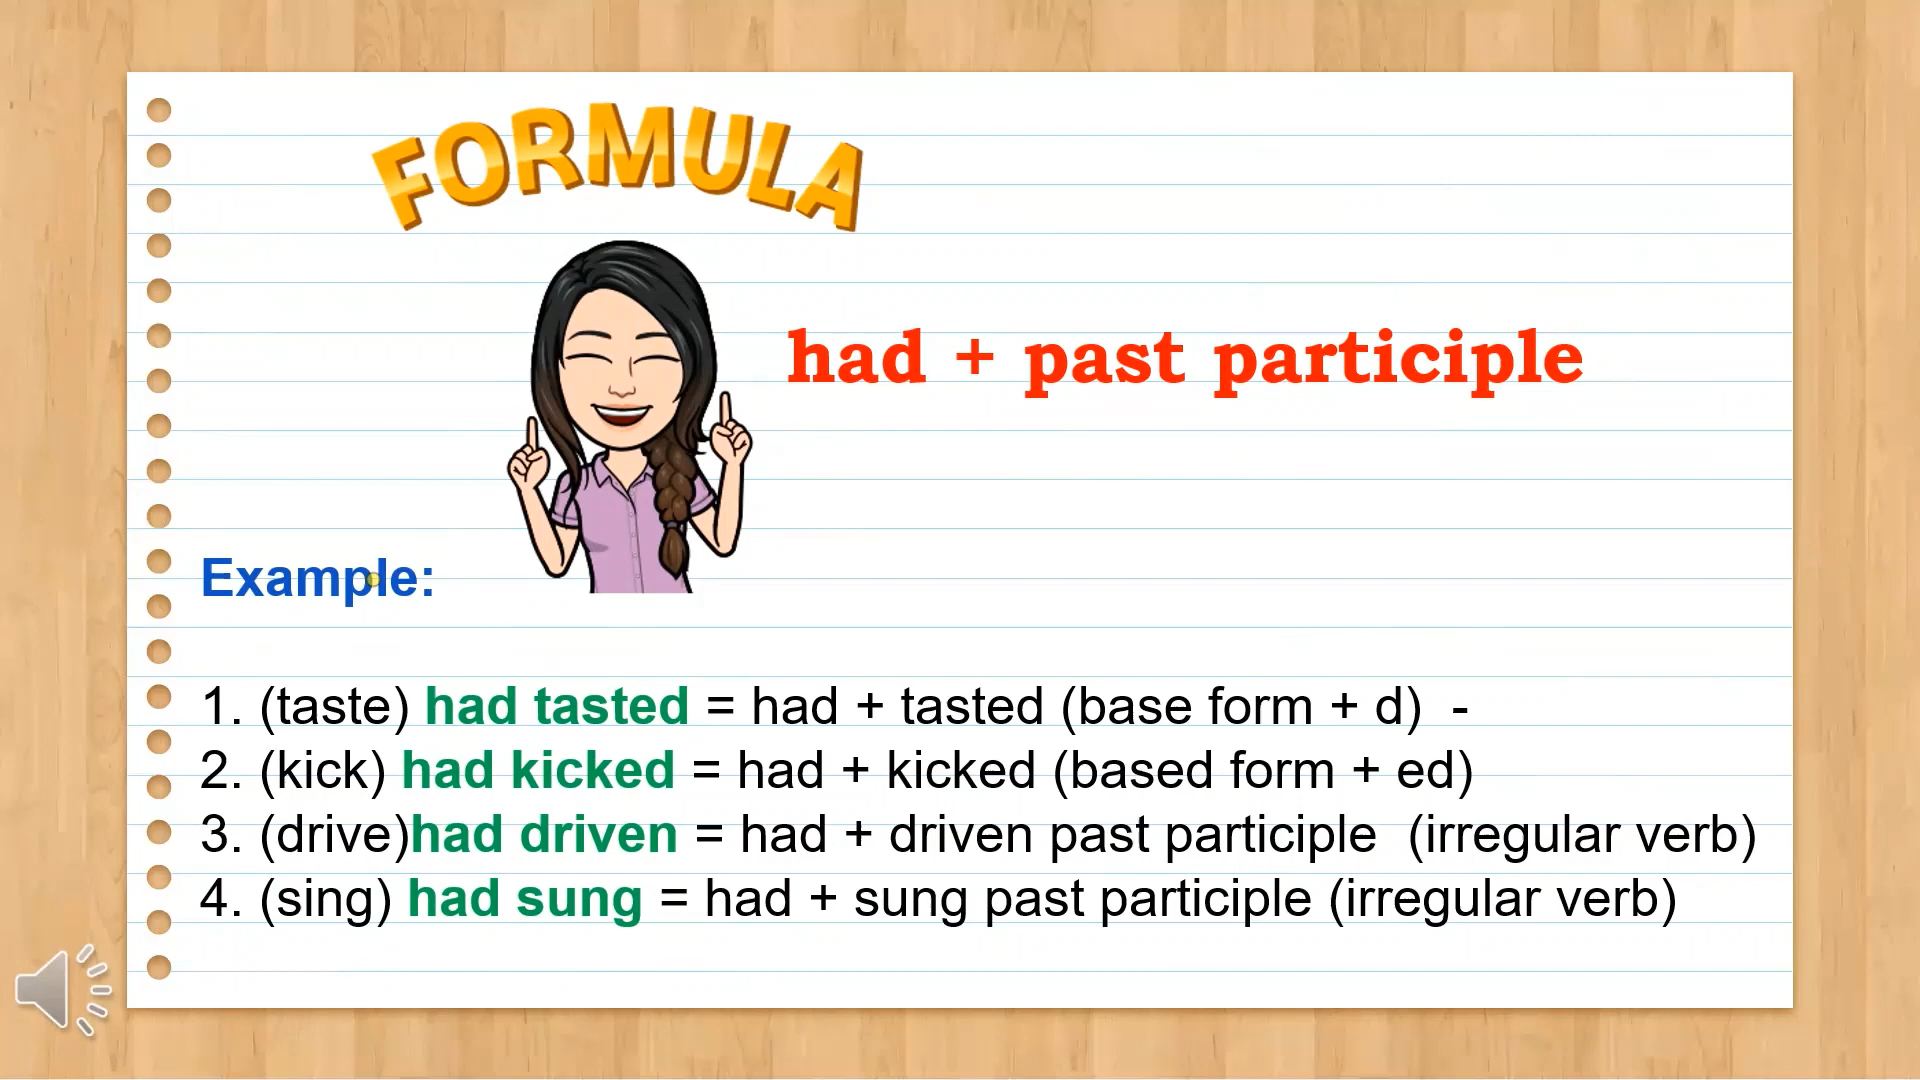 FORMULA
had + past participle
Example:
1. (taste) had tasted = had + tasted (base form + d)  -
2. (kick) had kicked = had + kicked (based form + ed)
3. (drive)had driven = had + driven past participle  (irregular verb)
4. (sing) had sung = had + sung past participle (irregular verb)